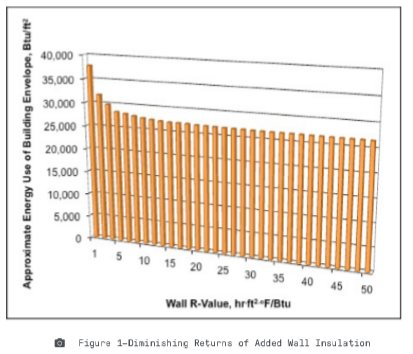 Approximate Energy Use of Building Envelope, Btu/ft²
40,000
35,000
30,000
25,000
20,000
15,000
10,000
5,000
0
1 5 10 15 20 25 30 35 40 45 50
Wall R-Value, hr·ft²·°F/Btu
Figure 1–Diminishing Returns of Added Wall Insulation